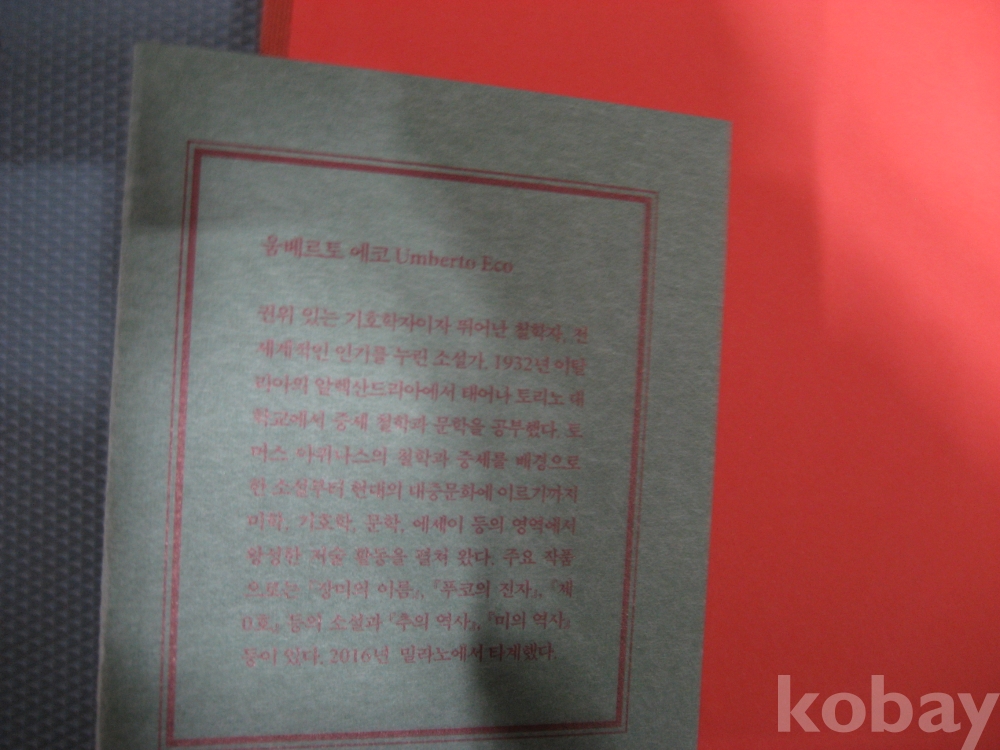 움베르토 에코 Umberto Eco
권위 있는 기호학자이자 뛰어난 철학자, 전
세계적인 인기를 누린 소설가. 1932년 이탈
리아의 알렉산드리아에서 태어나 토리노 대
학교에서 중세 철학과 문학을 공부했다. 토
머스 아퀴나스의 철학과 중세를 배경으로
한 소설부터 현대의 대중문화에 이르기까지
미학, 기호학, 문학, 에세이 등의 영역에서
왕성한 저술 활동을 펼쳐 왔다. 주요 작품
으로는 『장미의 이름』, 『푸코의 진자』, 『제
0호』 등의 소설과 『추의 역사』, 『미의 역사』
등이 있다. 2016년 밀라노에서 타계했다.
kobay